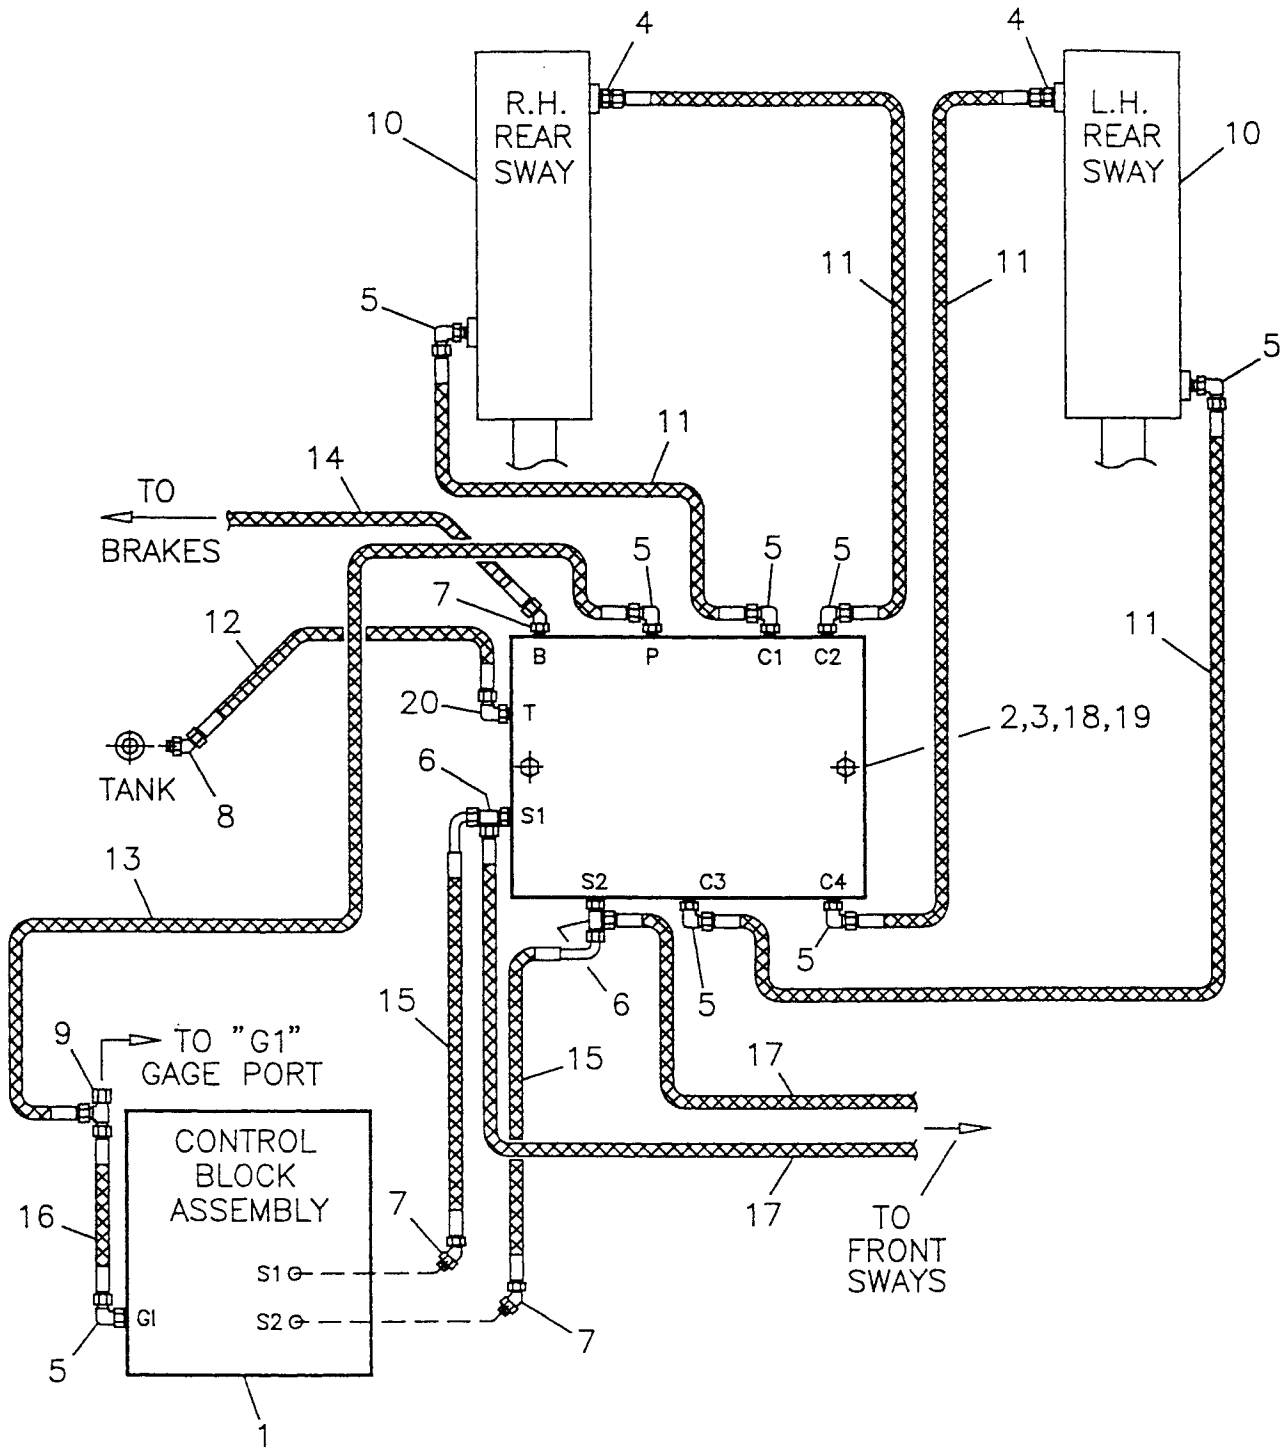 4
4
R.H.
REAR
SWAY
L.H.
REAR
SWAY
10
10
11
11
5
5
11
14
TO
BRAKES
5
5
5
7
12
11
B
P
C1
C2
20
T
2,3,18,19
6
TANK
8
S1
13
S2
C3
C4
5
5
6
15
9
TO "G1"
GAGE PORT
15
17
CONTROL
BLOCK
ASSEMBLY
16
7
17
TO
FRONT
SWAYS
S1
S2
G1
7
5
1